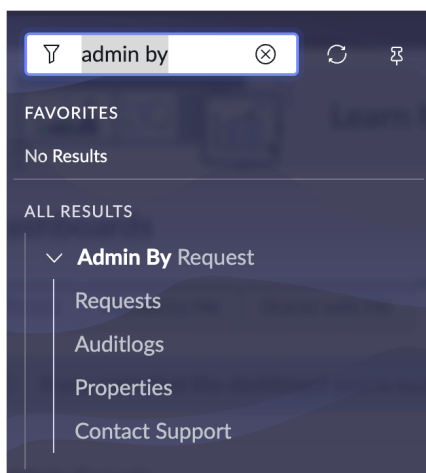 admin by
FAVORITES
No Results
ALL RESULTS
Admin By Request
Requests
Auditlogs
Properties
Contact Support